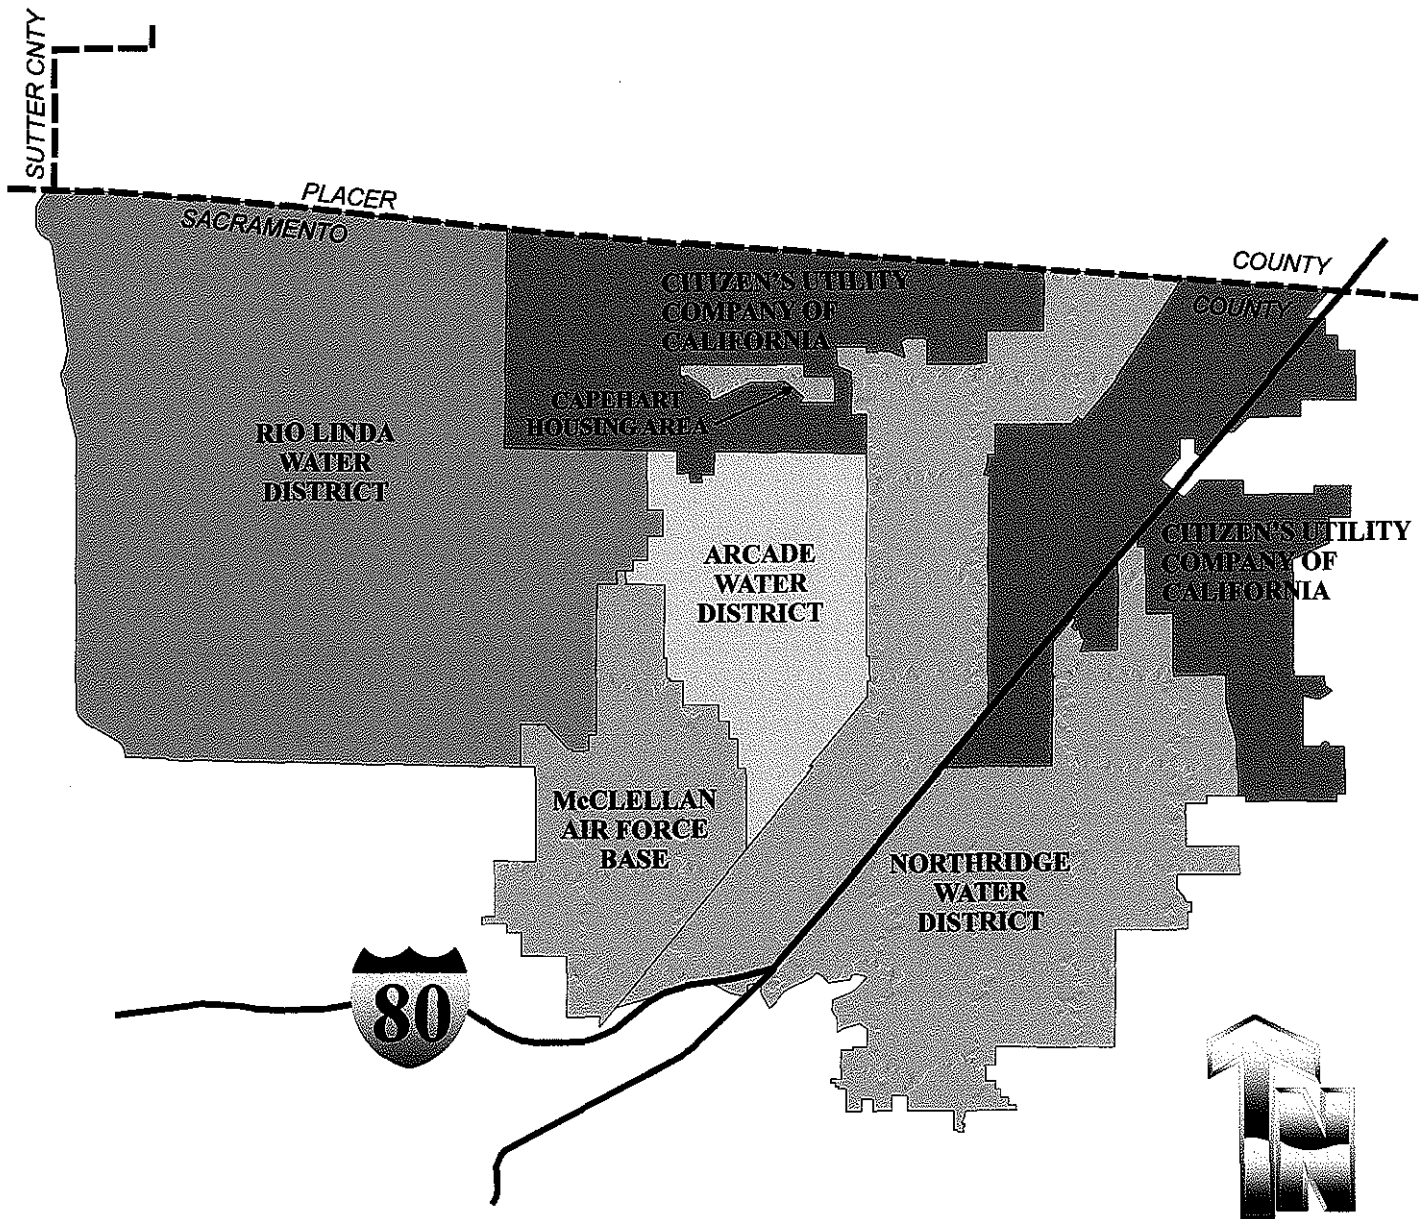 SUTTER CNTY
PLACER
SACRAMENTO
COUNTY
COUNTY
CITIZEN'S UTILITY
COMPANY OF
CALIFORNIA
CAPEHART
HOUSING AREA
RIO LINDA
WATER
DISTRICT
ARCADE
WATER
DISTRICT
CITIZEN'S UTILITY
COMPANY OF
CALIFORNIA
McCLELLAN
AIR FORCE
BASE
NORTHRIDGE
WATER
DISTRICT
80
N